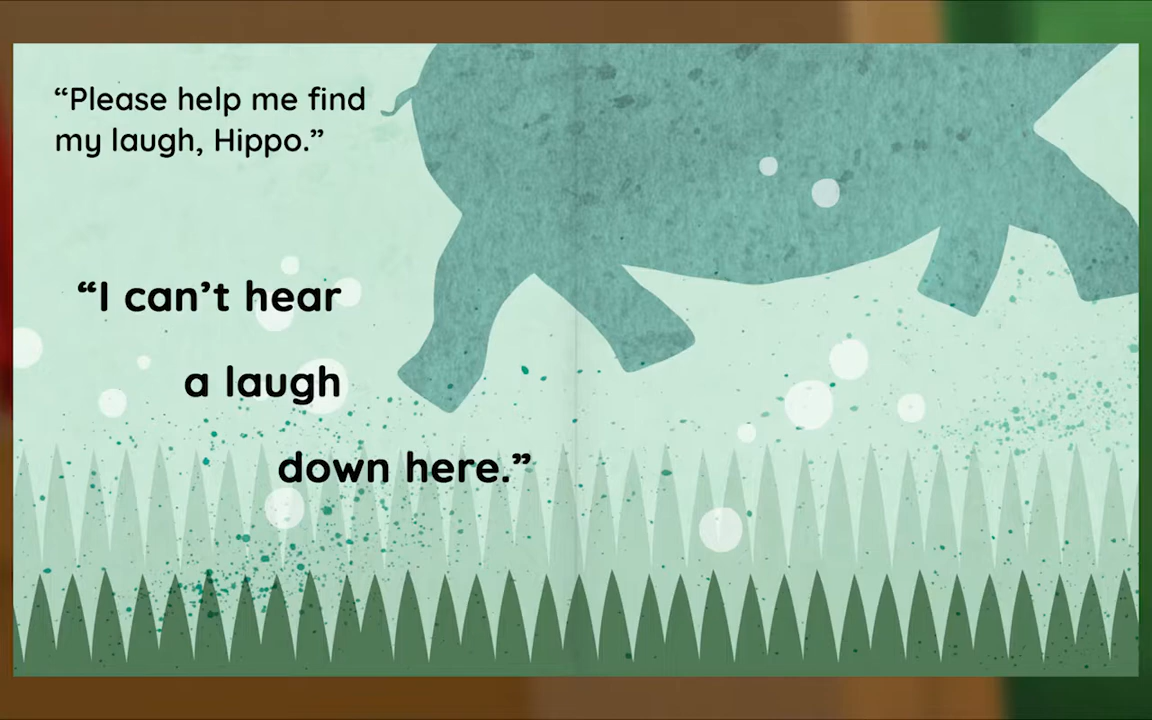 “Please help me find
my laugh, Hippo.”
“I can’t hear
a laugh
down here.”